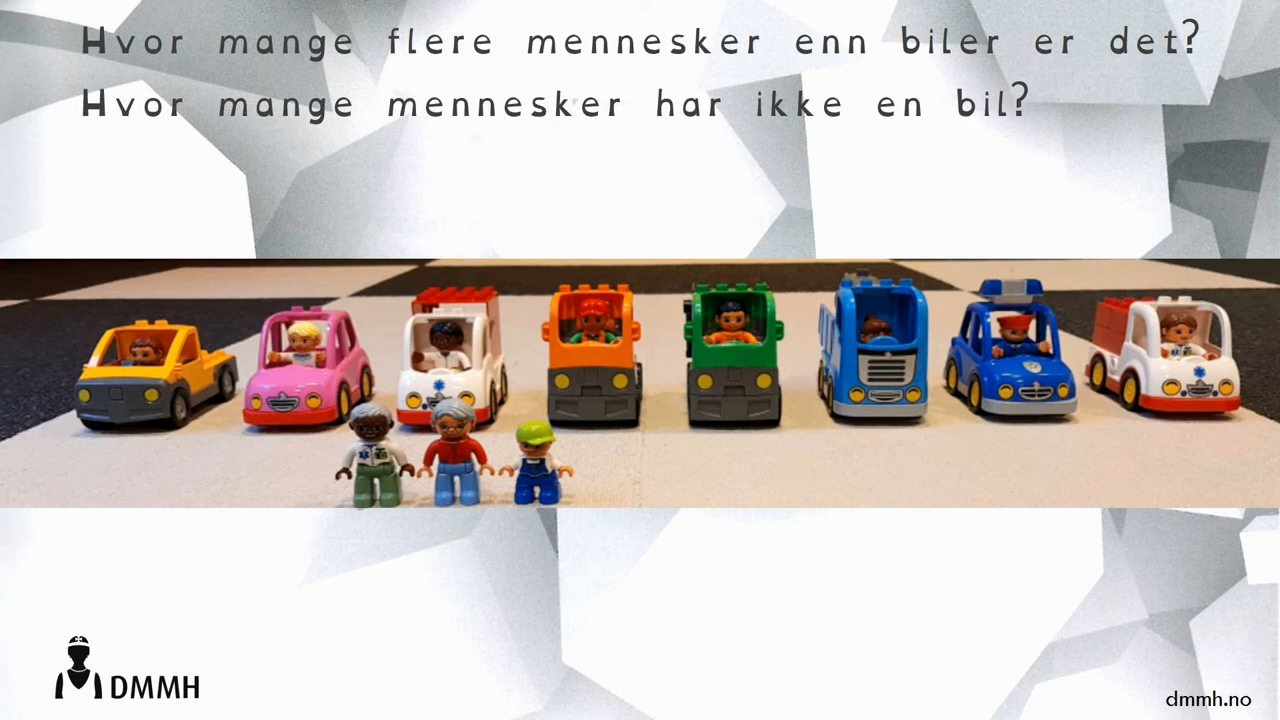 Hvor mange flere mennesker enn biler er det?
Hvor mange mennesker har ikke en bil?
DMMH
dmmh.no